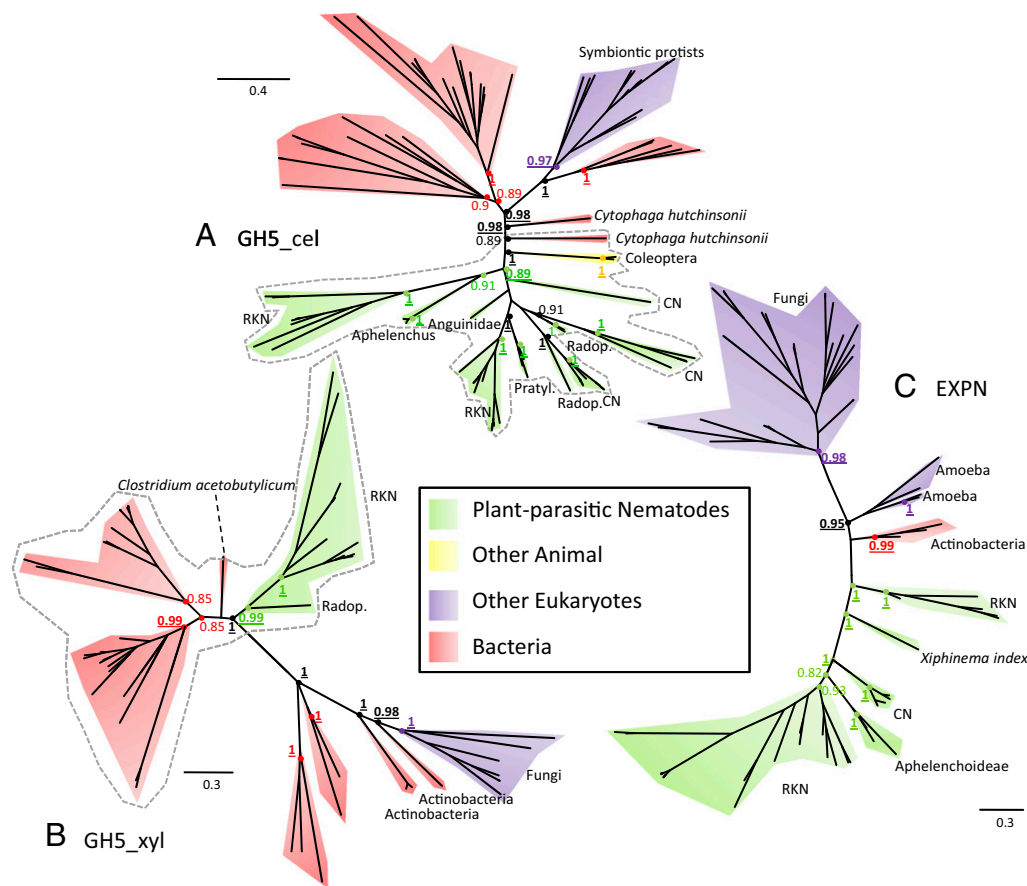 Symbiontic protists
0.4
0.97
1
1
1
0.89
0.9
0.98
Cytophaga hutchinsonii
0.98
A GH5_cel
0.89
Cytophaga hutchinsonii
1
Coleoptera
1
0.89
0.91
CN
Fungi
1
RKN
Aphelenchus
1
Anguinidae
0.91
1
1
1
Radop.
1
1
1
1
CN
Pratyl.
RKN
Radop.
CN
C EXPN
0.98
Clostridium acetobutylicum
RKN
Amoeba
Amoeba
1
0.95
0.99
Actinobacteria
Plant-parasitic Nematodes
Other Animal
Other Eukaryotes
Bacteria
1
0.85
0.99
0.85
0.99
1
Radop.
1
RKN
1
Xiphinema index
1
0.82
0.93
1
CN
1
Aphelenchoideae
RKN
1
1
0.98
1
1
1
Fungi
Actinobacteria
Actinobacteria
0.3
0.3
B GH5_xyl